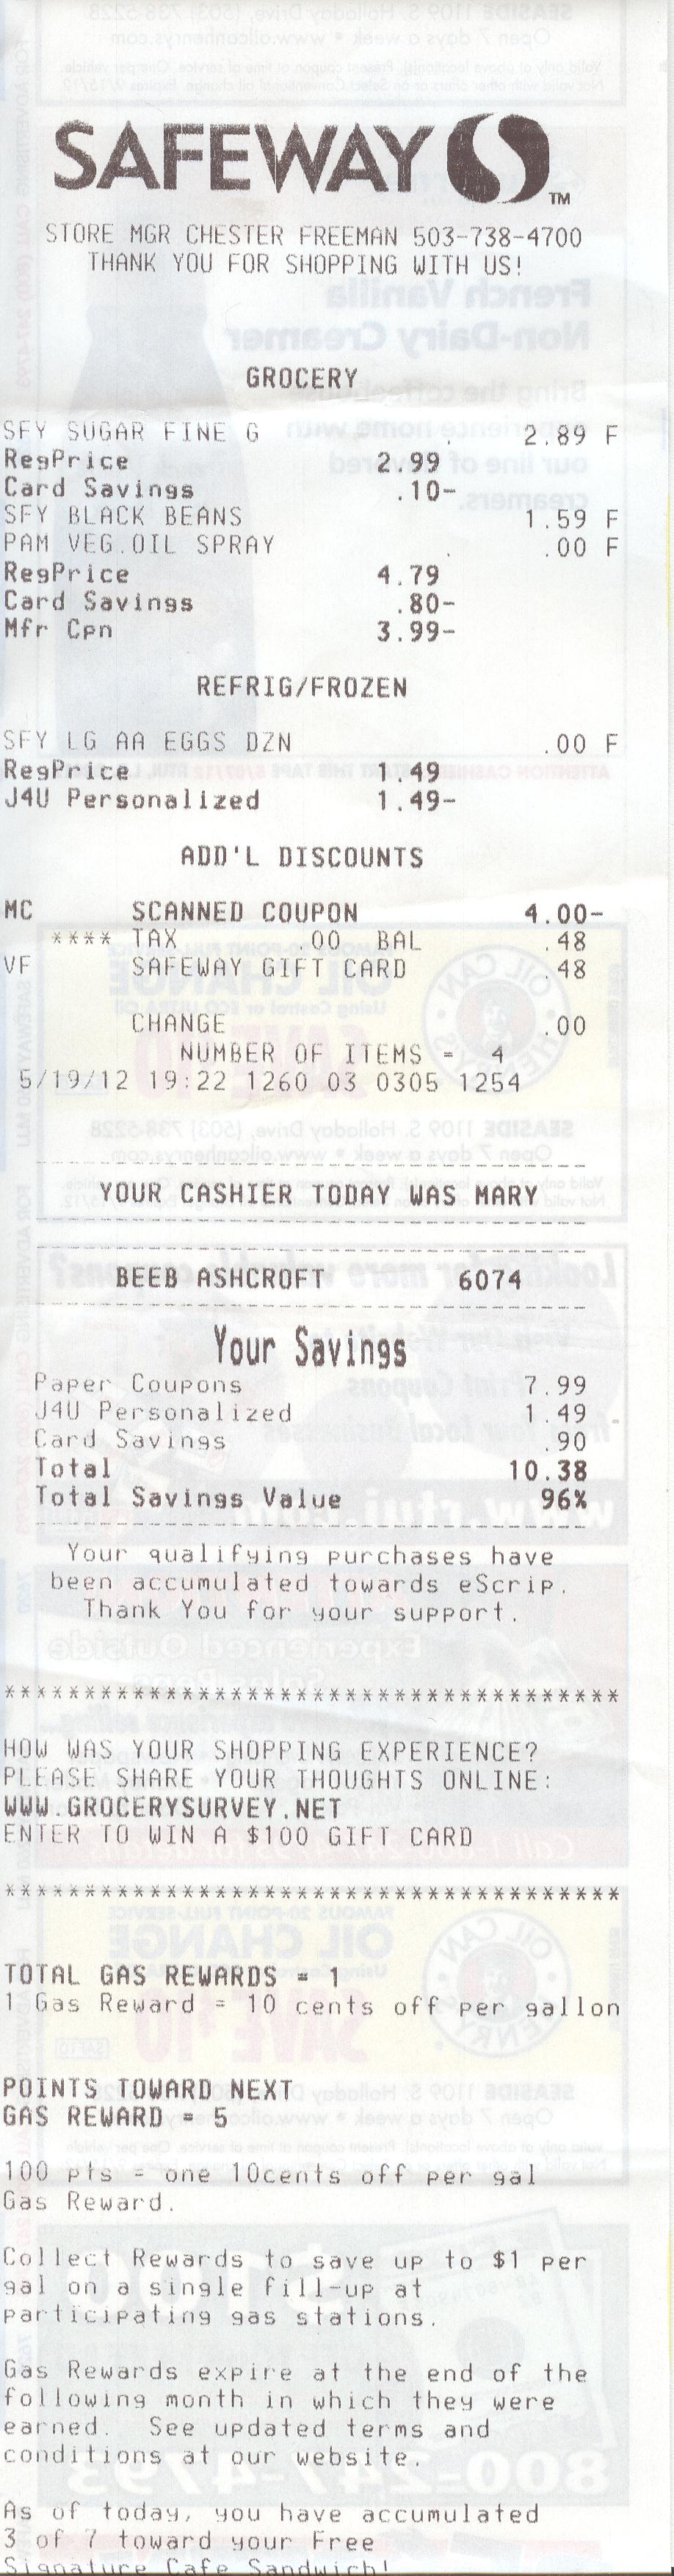 SAFEWAY TM
STORE MGR CHESTER FREEMAN 503-738-4700
THANK YOU FOR SHOPPING WITH US!
GROCERY
SFY SUGAR FINE G 2.89 F
RegPrice 2.99
Card Savings .10-
SFY BLACK BEANS 1.59 F
PAM VEG.OIL SPRAY .00 F
RegPrice 4.79
Card Savings .80-
Mfr Cpn 3.99-
REFRIG/FROZEN
SFY LG AA EGGS DZN .00 F
RegPrice 1.49
J4U Personalized 1.49-
ADD'L DISCOUNTS
MC SCANNED COUPON 4.00-
**** TAX .00 BAL .48
VF SAFEWAY GIFT CARD .48
CHANGE .00
NUMBER OF ITEMS = 4
5/19/12 19:22 1260 03 0305 1254
YOUR CASHIER TODAY WAS MARY
BEEB ASHCROFT 6074
Your Savings
Paper Coupons 7.99
J4U Personalized 1.49
Card Savings .90
Total 10.38
Total Savings Value 96%
Your qualifying purchases have
been accumulated towards eScrip.
Thank You for your support.
**************************************
HOW WAS YOUR SHOPPING EXPERIENCE?
PLEASE SHARE YOUR THOUGHTS ONLINE:
WWW.GROCERYSURVEY.NET
ENTER TO WIN A $100 GIFT CARD
**************************************
TOTAL GAS REWARDS = 1
1 Gas Reward = 10 cents off per gallon
POINTS TOWARD NEXT
GAS REWARD = 5
100 pts = one 10cents off per gal
Gas Reward.
Collect Rewards to save up to $1 per
gal on a single fill-up at
participating gas stations.
Gas Rewards expire at the end of the
following month in which they were
earned. See updated terms and
conditions at our website.
As of today, you have accumulated
3 of 7 toward your Free
Signature Cafe Sandwich!